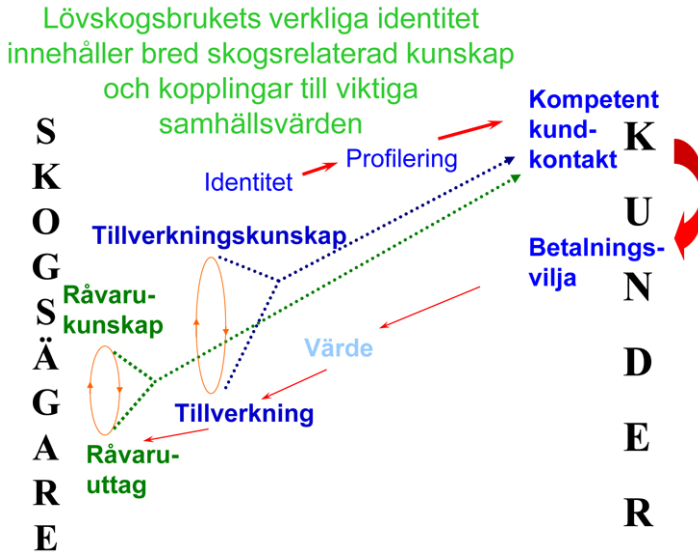 Lövskogsbrukets verkliga identitet
innehåller bred skogsrelaterad kunskap
och kopplingar till viktiga
samhällsvärden
SKOGSÄGARE
Identitet
Profilering
Kompetent
kund-
kontakt
KUNDER
Tillverkningskunskap
Betalnings-
vilja
Råvaru-
kunskap
Värde
Tillverkning
Råvaru-
uttag